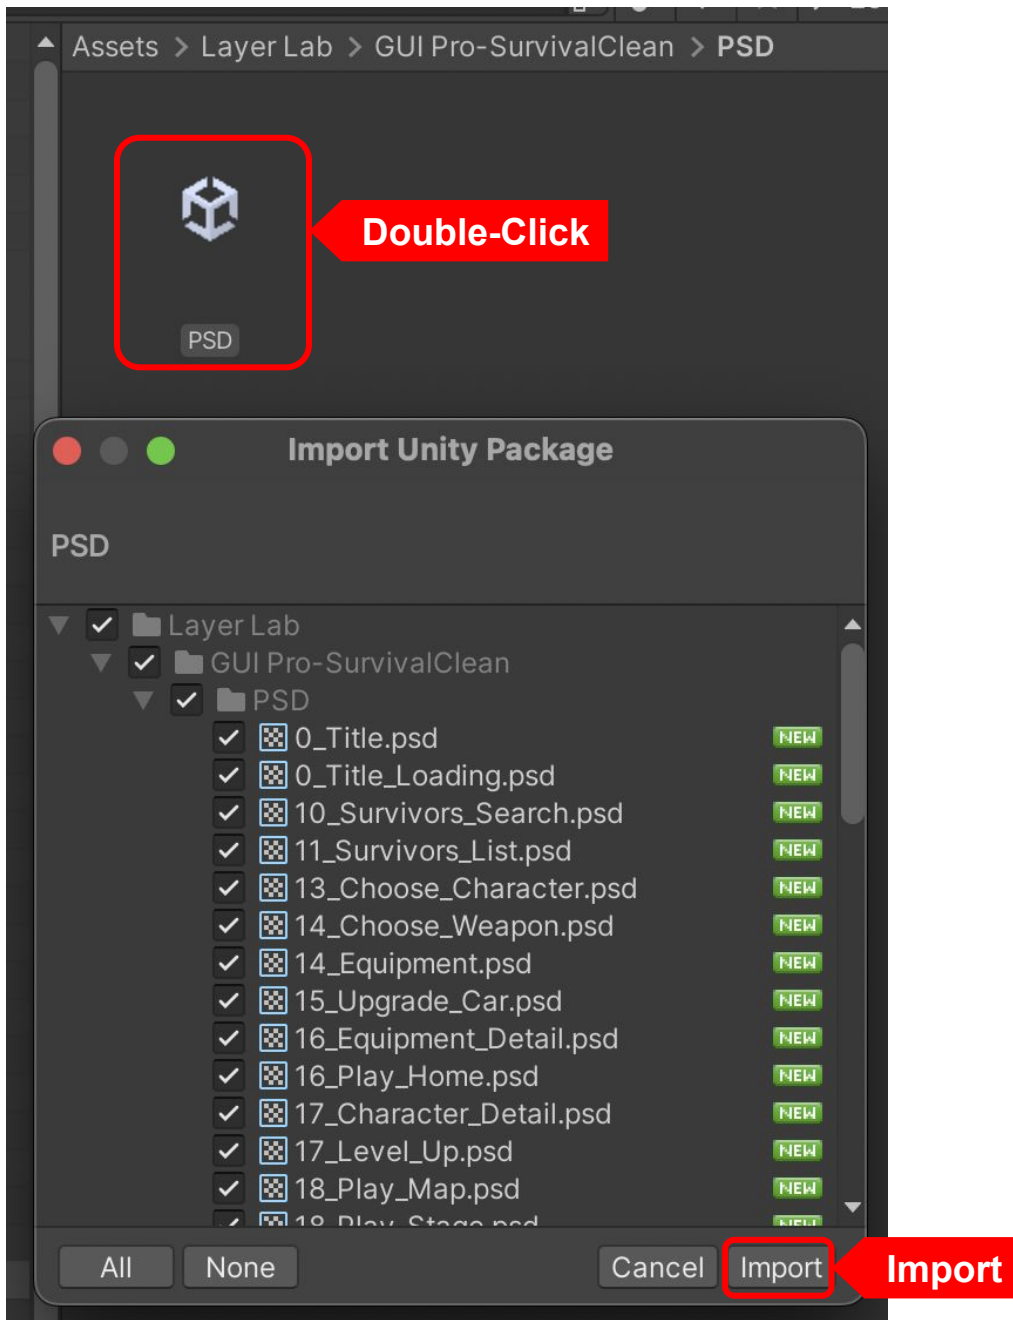 Assets > Layer Lab > GUI Pro-SurvivalClean > PSD
Double-Click
PSD
Import Unity Package
PSD
Layer Lab
GUI Pro-SurvivalClean
PSD
0_Title.psd NEW
0_Title_Loading.psd NEW
10_Survivors_Search.psd NEW
11_Survivors_List.psd NEW
13_Choose_Character.psd NEW
14_Choose_Weapon.psd NEW
14_Equipment.psd NEW
15_Upgrade_Car.psd NEW
16_Equipment_Detail.psd NEW
16_Play_Home.psd NEW
17_Character_Detail.psd NEW
17_Level_Up.psd NEW
18_Play_Map.psd NEW
18_Play_Stage.psd NEW
All None Cancel Import Import